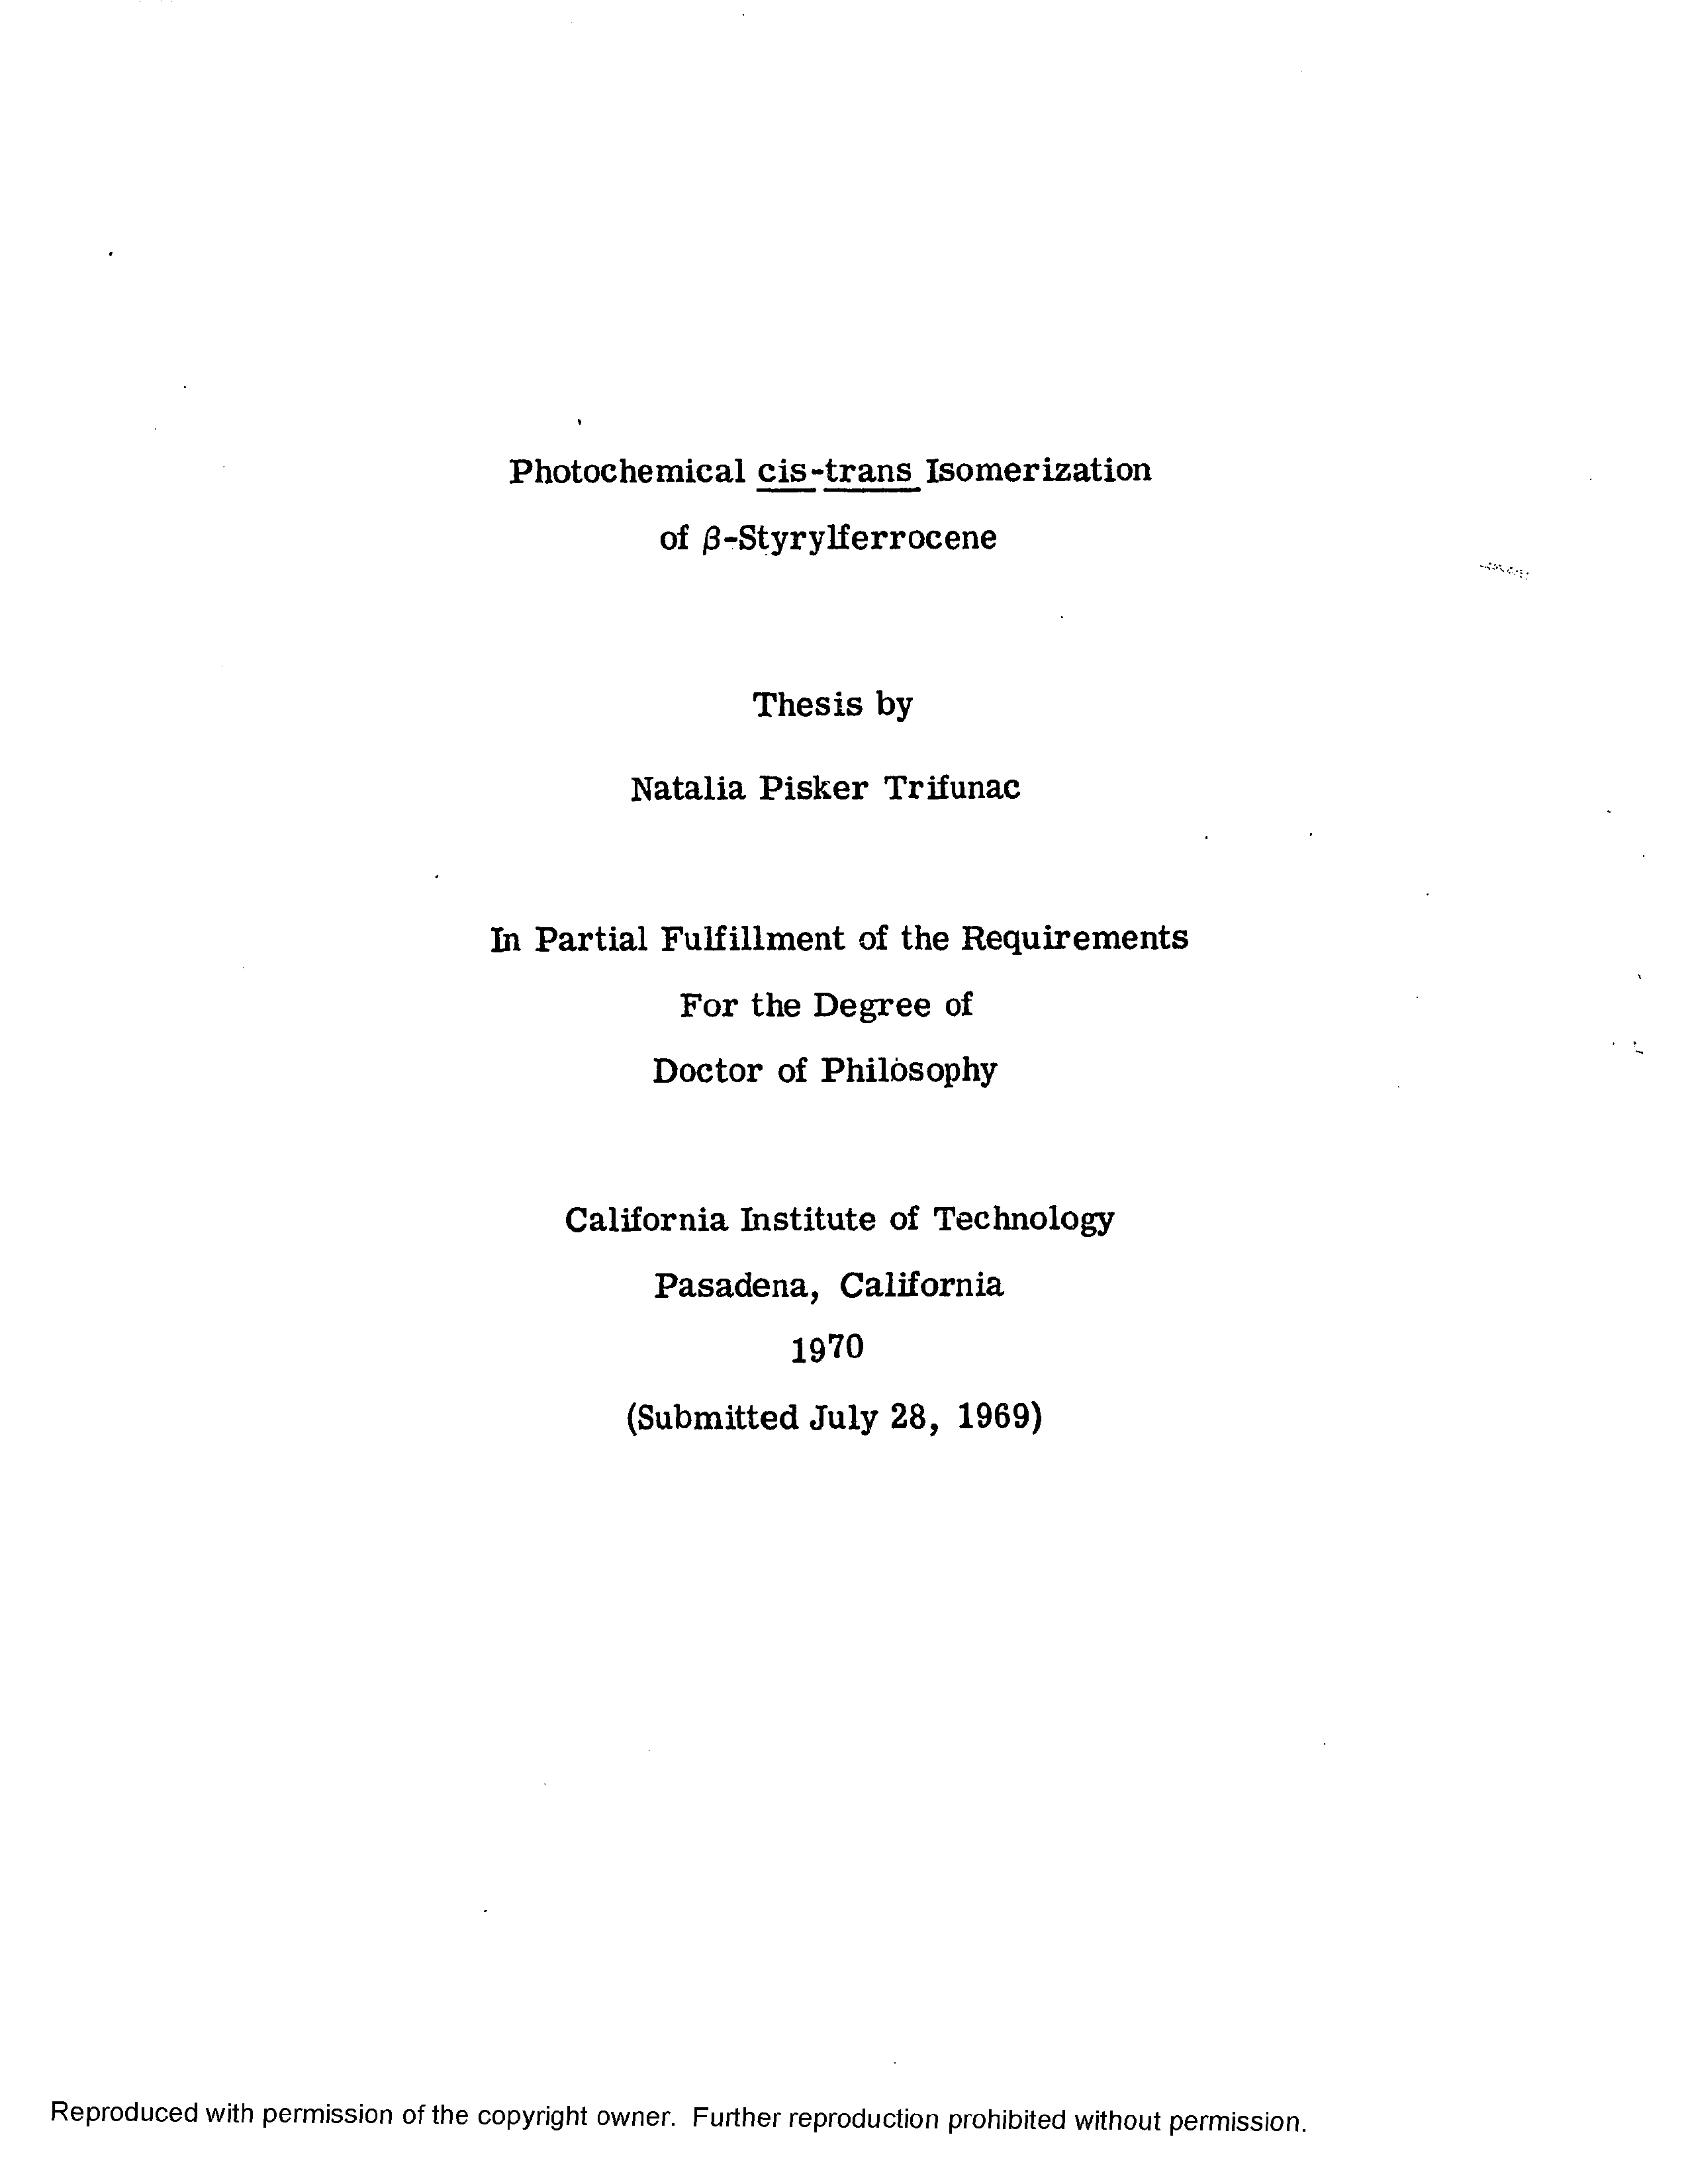 Photochemical cis-trans Isomerization
of β-Styrylferrocene
Thesis by
Natalia Pisker Trifunac
In Partial Fulfillment of the Requirements
For the Degree of
Doctor of Philosophy
California Institute of Technology
Pasadena, California
1970
(Submitted July 28, 1969)
Reproduced with permission of the copyright owner. Further reproduction prohibited without permission.